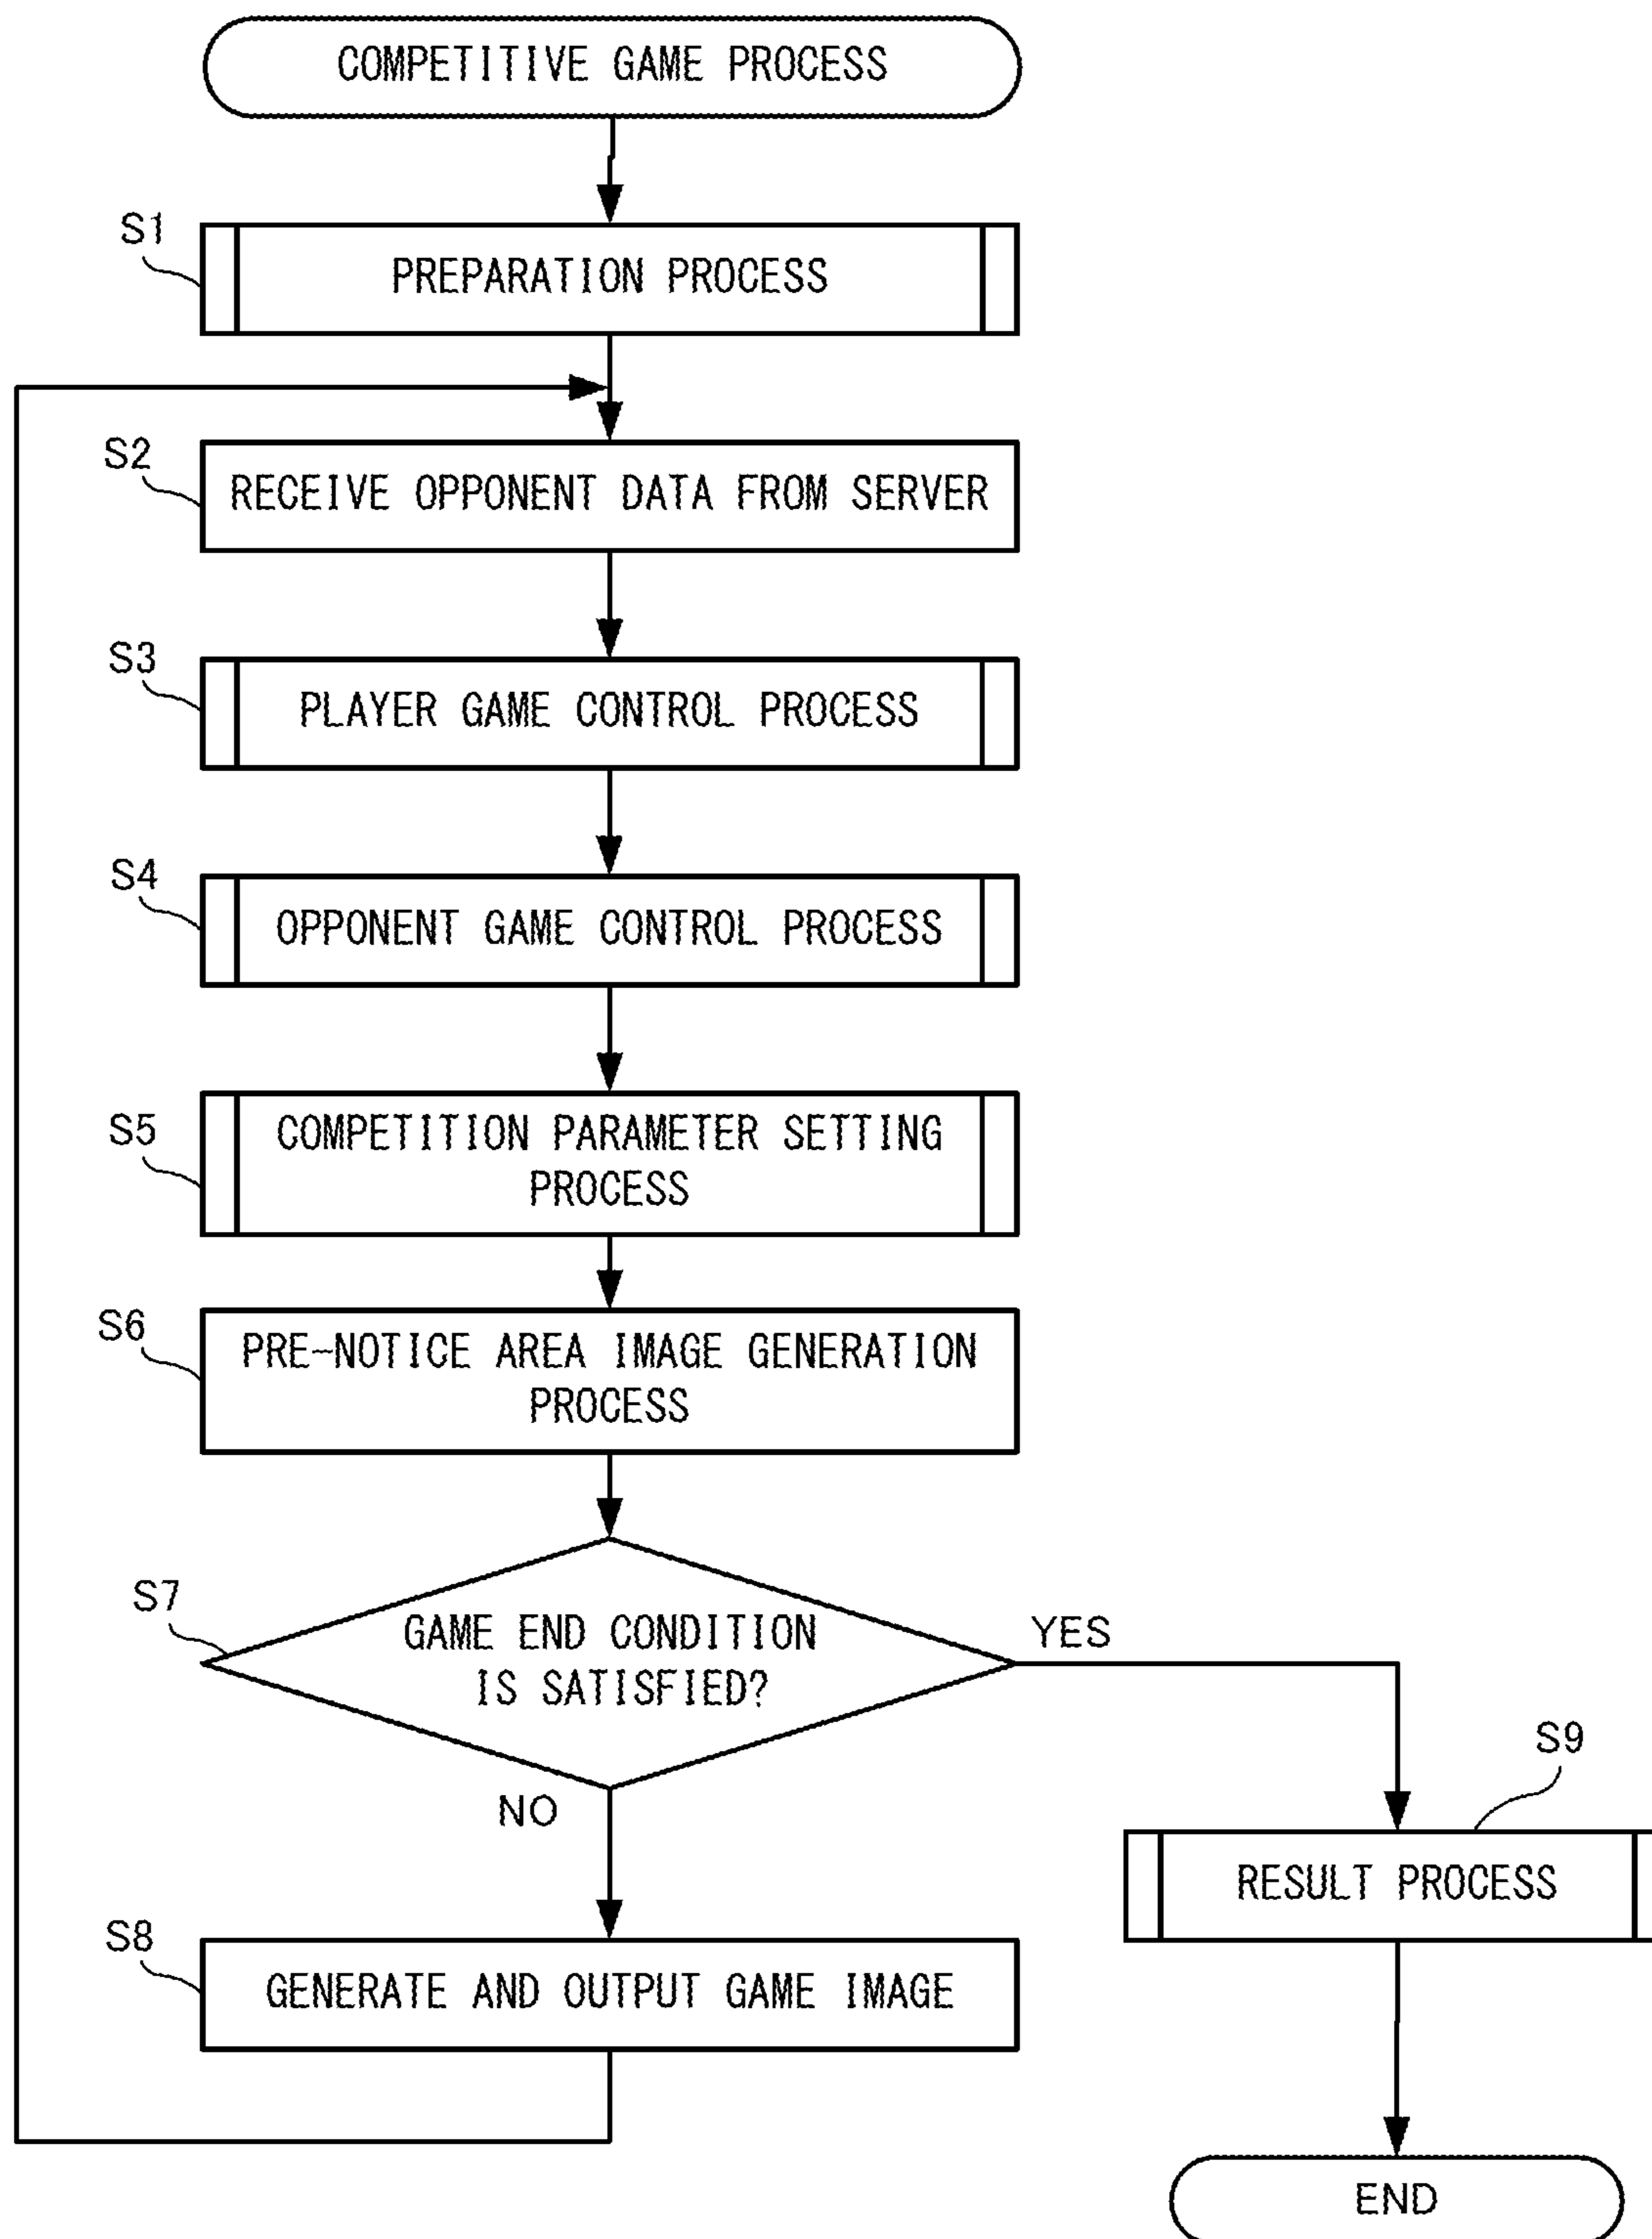 COMPETITIVE GAME PROCESS
S1
PREPARATION PROCESS
S2
RECEIVE OPPONENT DATA FROM SERVER
S3
PLAYER GAME CONTROL PROCESS
S4
OPPONENT GAME CONTROL PROCESS
S5
COMPETITION PARAMETER SETTING
PROCESS
S6
PRE-NOTICE AREA IMAGE GENERATION
PROCESS
S7
GAME END CONDITION
IS SATISFIED?
YES
NO
S9
RESULT PROCESS
S8
GENERATE AND OUTPUT GAME IMAGE
END